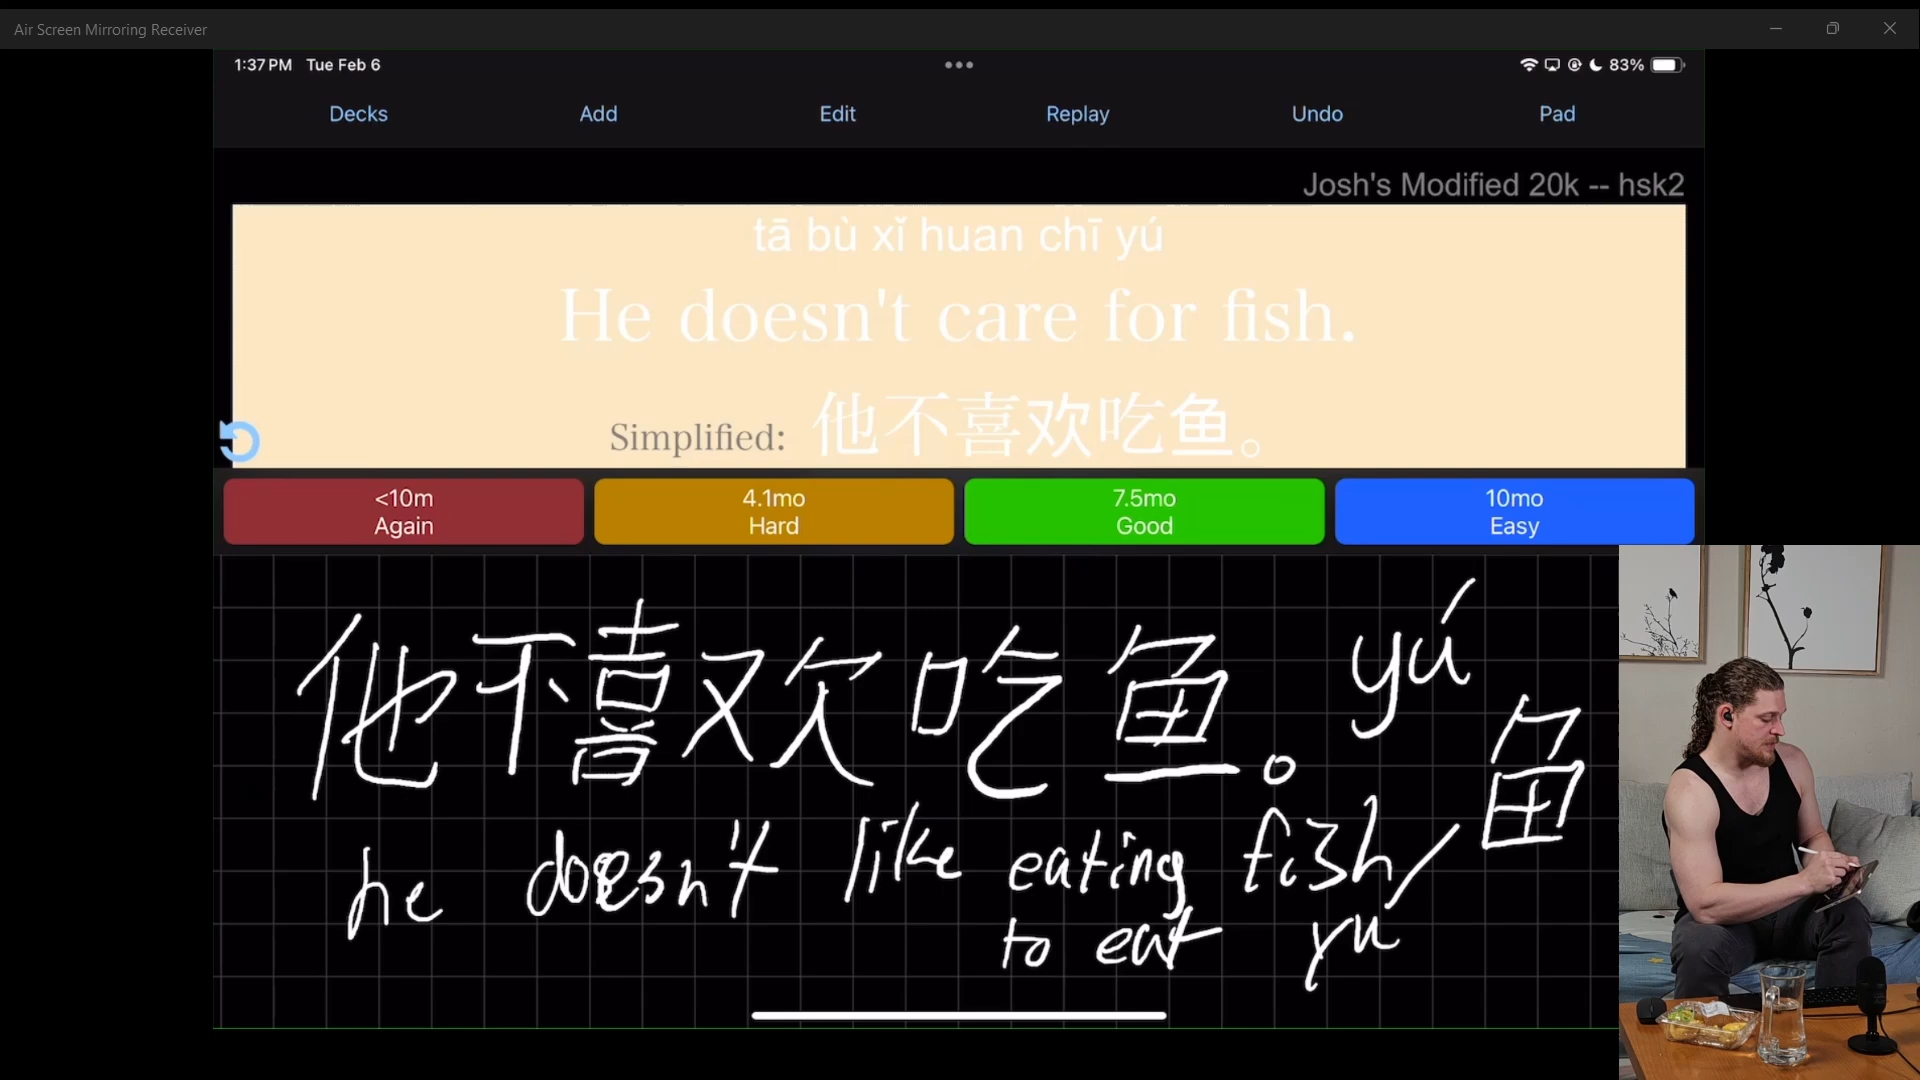 Air Screen Mirroring Receiver
1:37 PM Tue Feb 6
83%
Decks Add Edit Replay Undo Pad
Josh's Modified 20k -- hsk2
tā bù xǐ huan chī yú
He doesn't care for fish.
Simplified: 他不喜欢吃鱼。
<10m 4.1mo 7.5mo 10mo
Again Hard Good Easy
他不喜欢吃鱼。 yú
鱼
he doesn't like eating fish/
to eat yu